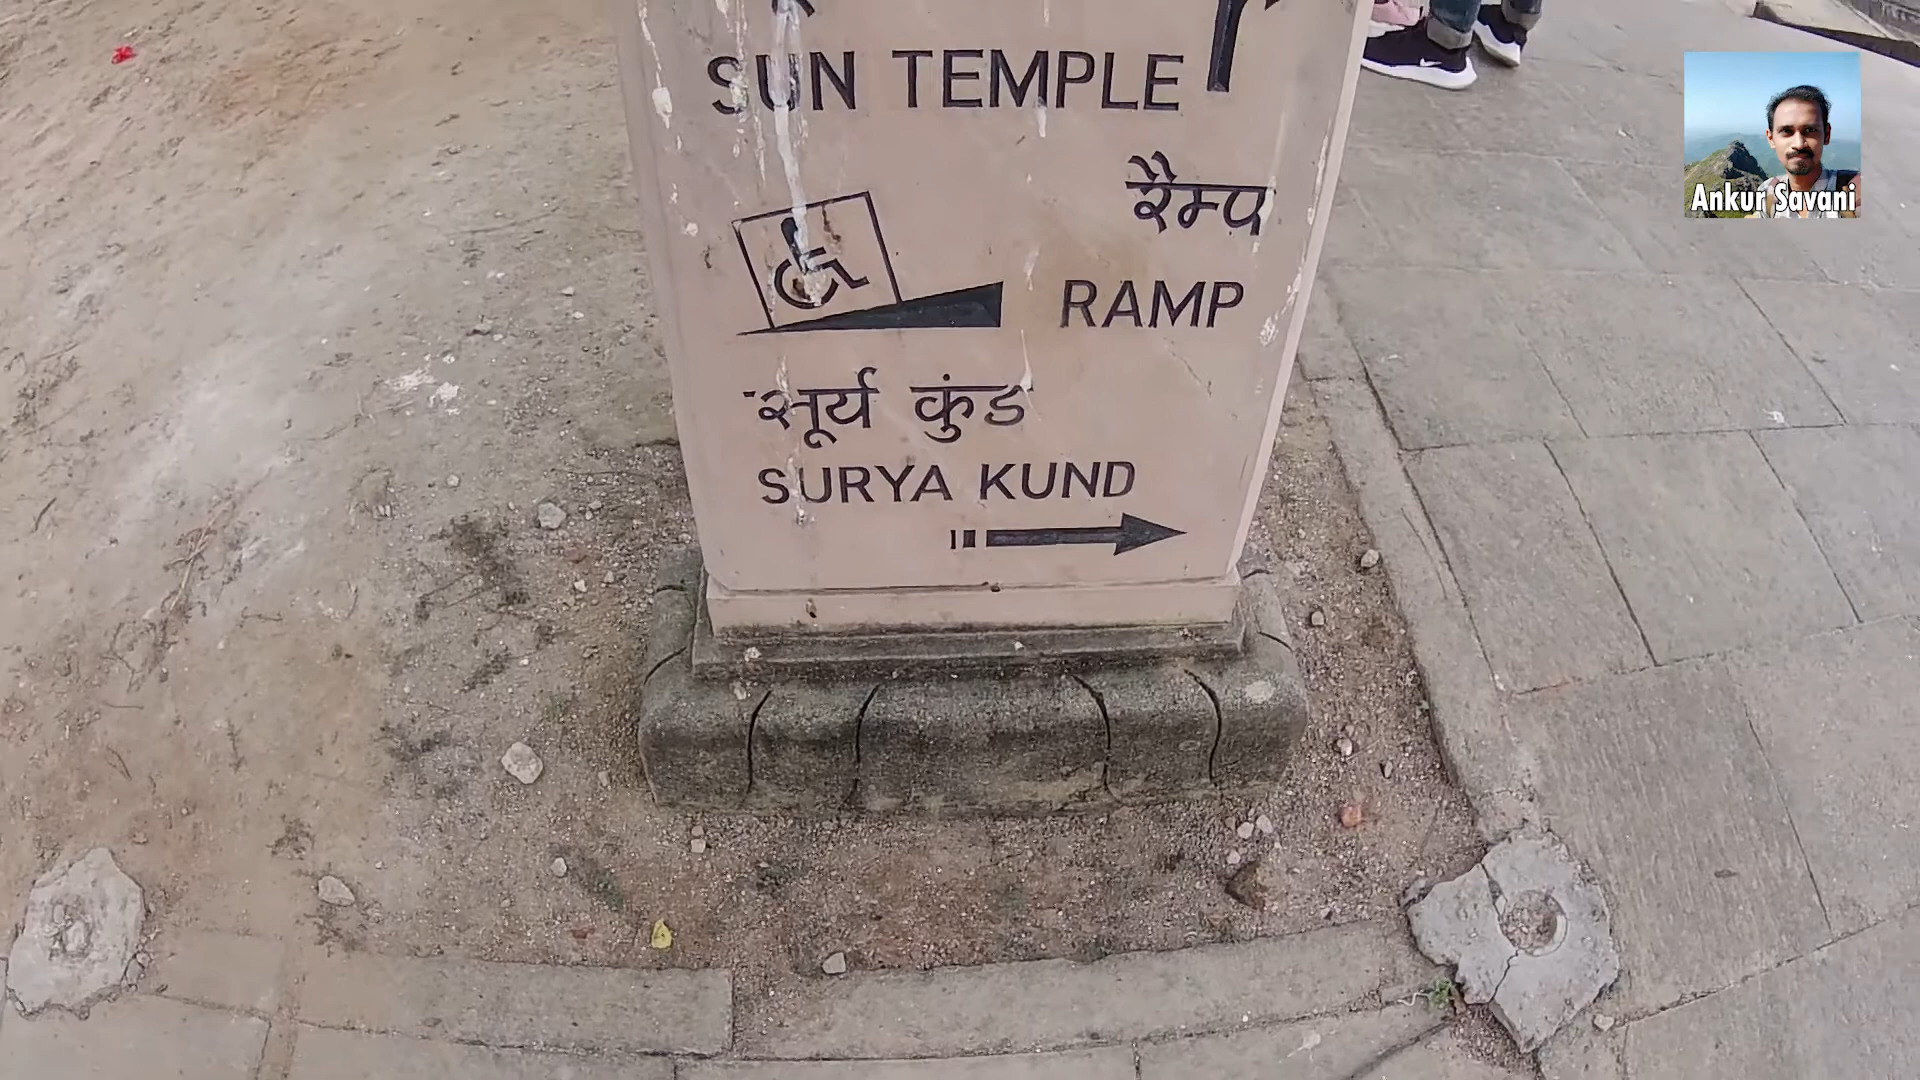 SUN TEMPLE
रैम्प
RAMP
सूर्य कुंड
SURYA KUND
Ankur Savani